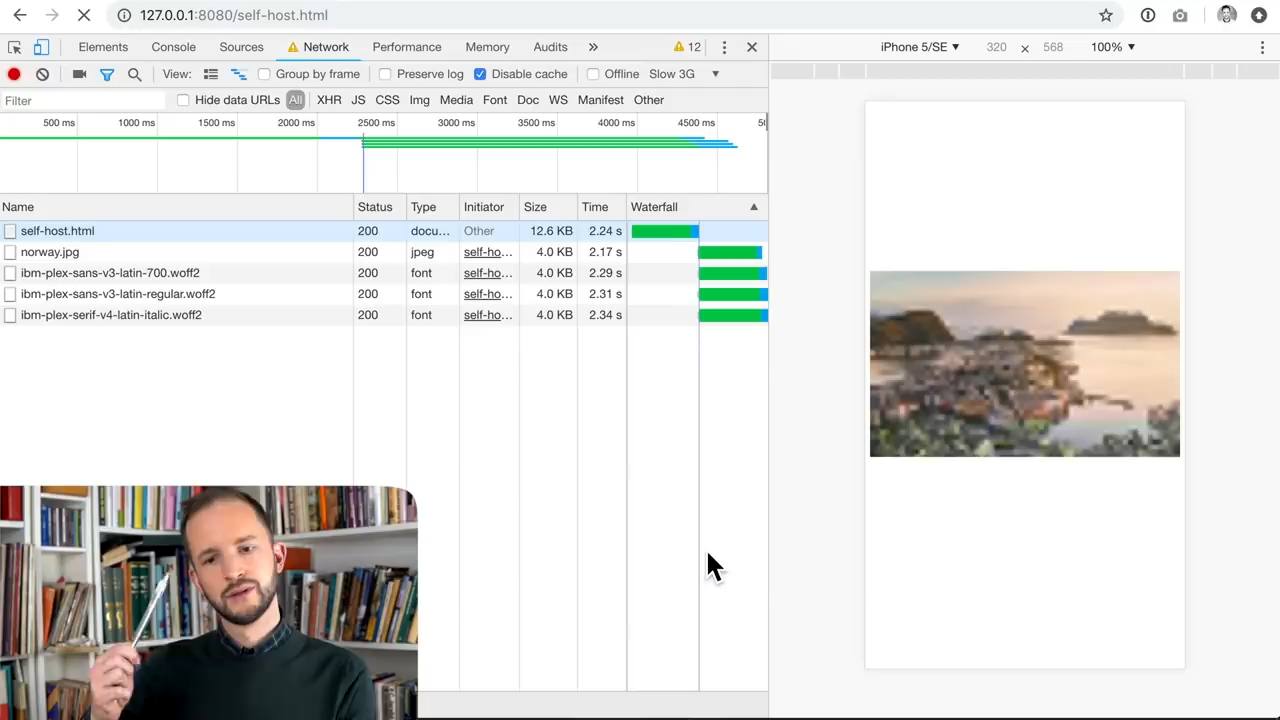 127.0.0.1:8080/self-host.html
Elements Console Sources Network Performance Memory Audits » 12
iPhone 5/SE ▼ 320 × 568 100% ▼
View: Group by frame Preserve log Disable cache Offline Slow 3G ▼
Filter Hide data URLs All XHR JS CSS Img Media Font Doc WS Manifest Other
500 ms 1000 ms 1500 ms 2000 ms 2500 ms 3000 ms 3500 ms 4000 ms 4500 ms
Name Status Type Initiator Size Time Waterfall ▲
self-host.html 200 docu... Other 12.6 KB 2.24 s
norway.jpg 200 jpeg self-ho... 4.0 KB 2.17 s
ibm-plex-sans-v3-latin-700.woff2 200 font self-ho... 4.0 KB 2.29 s
ibm-plex-sans-v3-latin-regular.woff2 200 font self-ho... 4.0 KB 2.31 s
ibm-plex-serif-v4-latin-italic.woff2 200 font self-ho... 4.0 KB 2.34 s